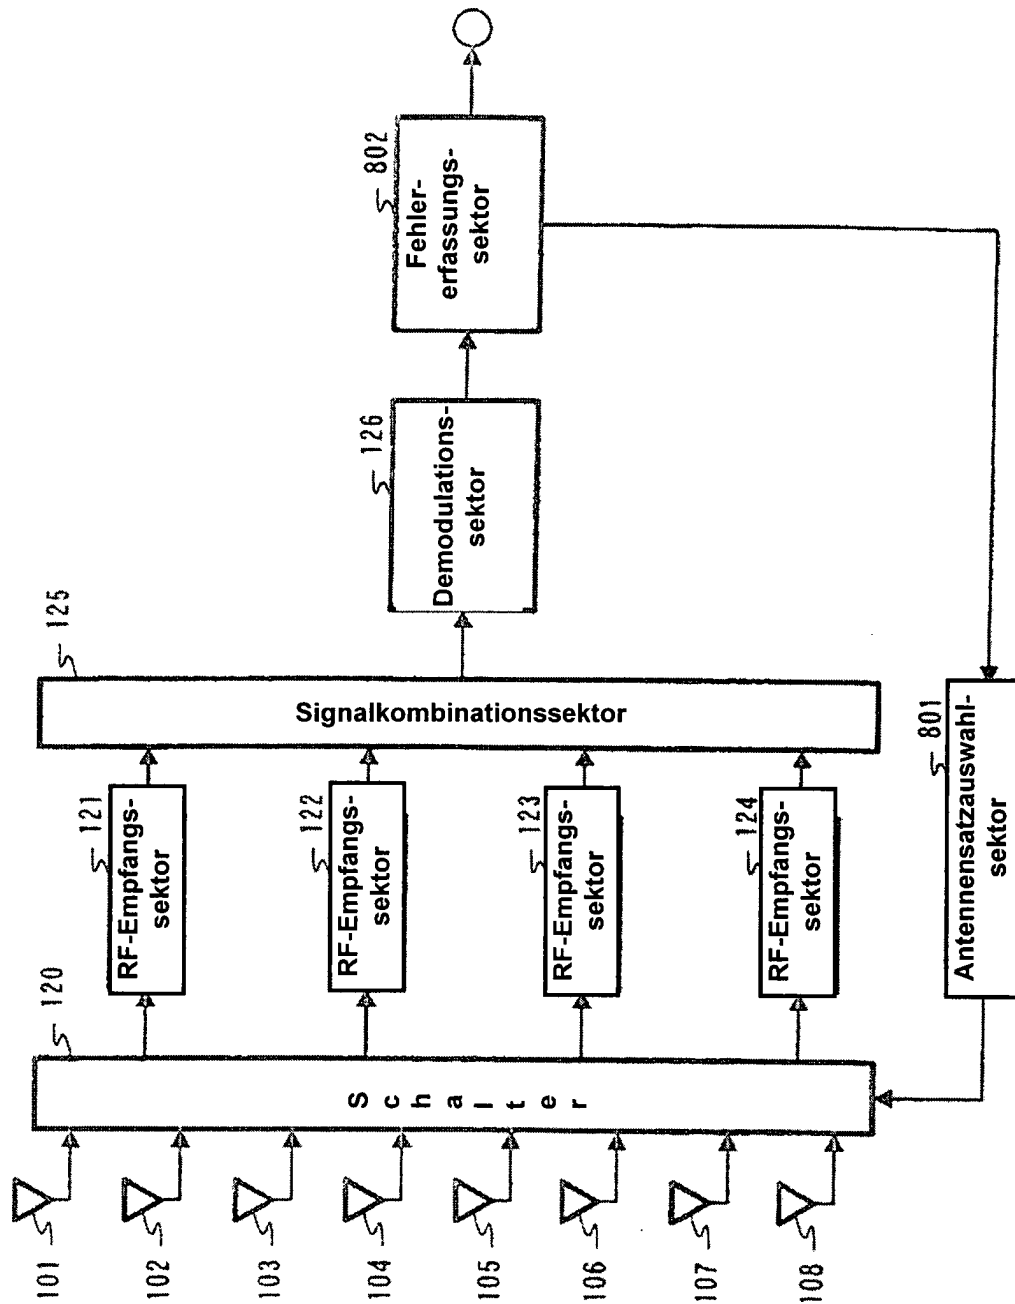 101
102
103
104
105
106
107
108
120
Schalter
121
RF-Empfangs-
sektor
122
RF-Empfangs-
sektor
123
RF-Empfangs-
sektor
124
RF-Empfangs-
sektor
125
Signalkombinationssektor
126
Demodulations-
sektor
802
Fehler-
erfassungs-
sektor
801
Antennensatzauswahl-
sektor